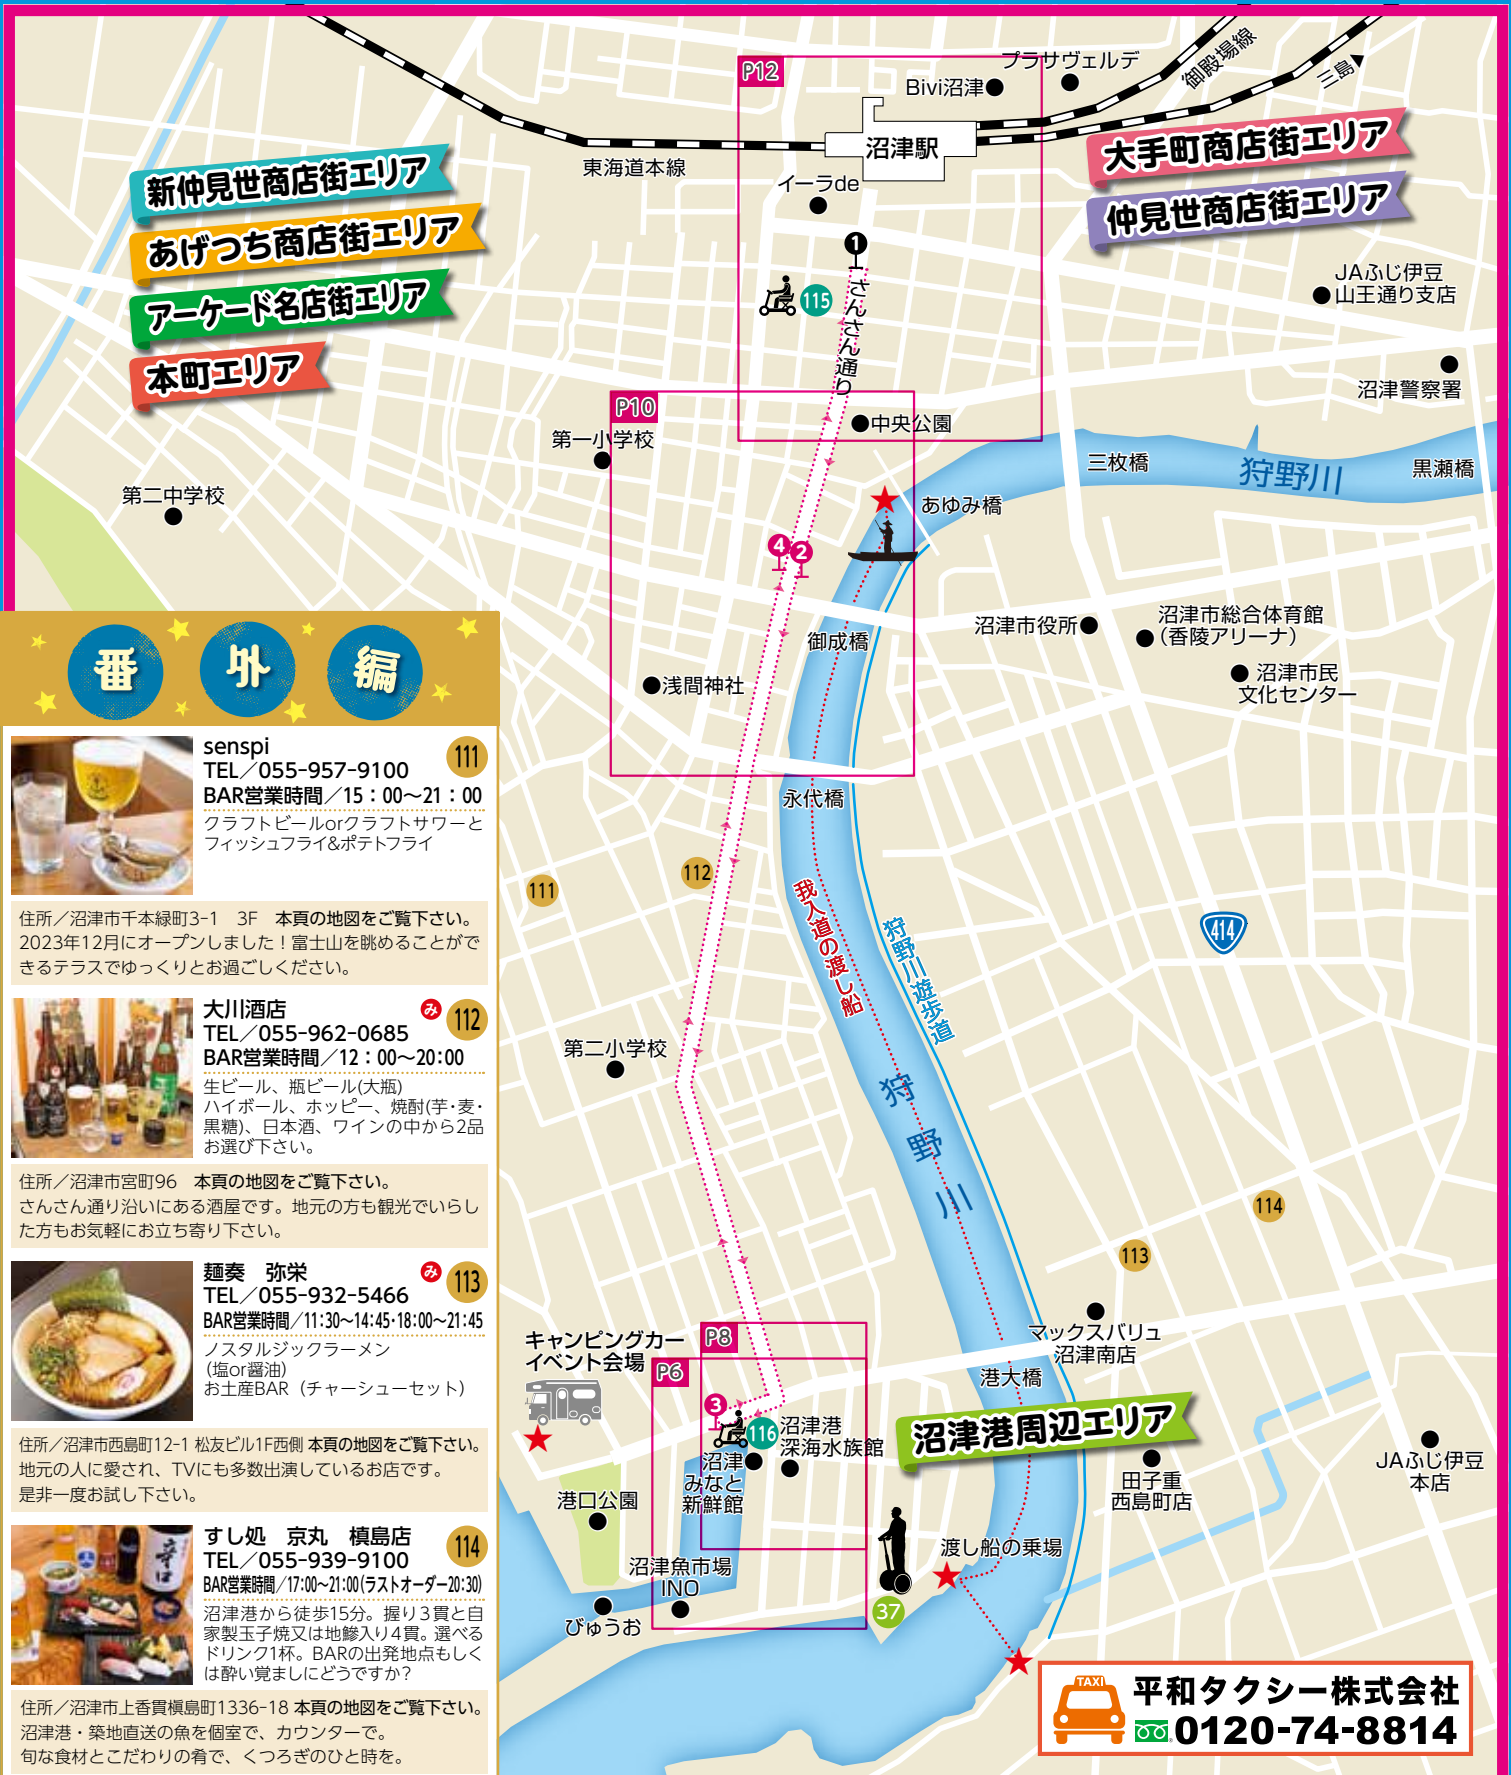 P12
プラサヴェルデ
Bivi沼津
御殿場線
三島
沼津駅
東海道本線
イーラde
大手町商店街エリア
仲見世商店街エリア
新仲見世商店街エリア
あげつち商店街エリア
アーケード名店街エリア
本町エリア
1
115
さんさん通り
JAふじ伊豆
山王通り支店
沼津警察署
P10
中央公園
第一小学校
第二中学校
三枚橋
狩野川
黒瀬橋
あゆみ橋
4
2
御成橋
沼津市役所
沼津市総合体育館
(香陵アリーナ)
沼津市民
文化センター
浅間神社
永代橋
111
112
我入道の渡し船
狩野川遊歩道
414
第二小学校
狩野川
114
113
マックスバリュ
沼津南店
キャンピングカー
イベント会場
P8
P6
港大橋
3
116
沼津港
深海水族館
沼津
みなと
新鮮館
沼津港周辺エリア
田子重
西島町店
JAふじ伊豆
本店
港口公園
沼津魚市場
INO
びゅうお
渡し船の乗場
37
TAXI
平和タクシー株式会社
0120-74-8814
番外編
senspi
111
TEL/055-957-9100
BAR営業時間/15:00〜21:00
クラフトビールorクラフトサワーと
フィッシュフライ&ポテトフライ
住所/沼津市千本緑町3-1 3F 本頁の地図をご覧下さい。
2023年12月にオープンしました！富士山を眺めることがで
きるテラスでゆっくりとお過ごしください。
大川酒店
み
112
TEL/055-962-0685
BAR営業時間/12:00〜20:00
生ビール、瓶ビール(大瓶)
ハイボール、ホッピー、焼酎(芋・麦・
黒糖)、日本酒、ワインの中から2品
お選び下さい。
住所/沼津市宮町96 本頁の地図をご覧下さい。
さんさん通り沿いにある酒屋です。地元の方も観光でいらし
た方もお気軽にお立ち寄り下さい。
麺奏 弥栄
み
113
TEL/055-932-5466
BAR営業時間/11:30〜14:45・18:00〜21:45
ノスタルジックラーメン
(塩or醤油)
お土産BAR（チャーシューセット）
住所/沼津市西島町12-1 松友ビル1F西側 本頁の地図をご覧下さい。
地元の人に愛され、TVにも多数出演しているお店です。
是非一度お試し下さい。
すし処 京丸 槙島店
114
TEL/055-939-9100
BAR営業時間/17:00〜21:00(ラストオーダー20:30)
沼津港から徒歩15分。握り3貫と自
家製玉子焼又は地鯵入り4貫。選べる
ドリンク1杯。BARの出発地点もしく
は酔い覚ましにどうですか?
住所/沼津市上香貫槇島町1336-18 本頁の地図をご覧下さい。
沼津港・築地直送の魚を個室で、カウンターで。
旬な食材とこだわりの肴で、くつろぎのひと時を。